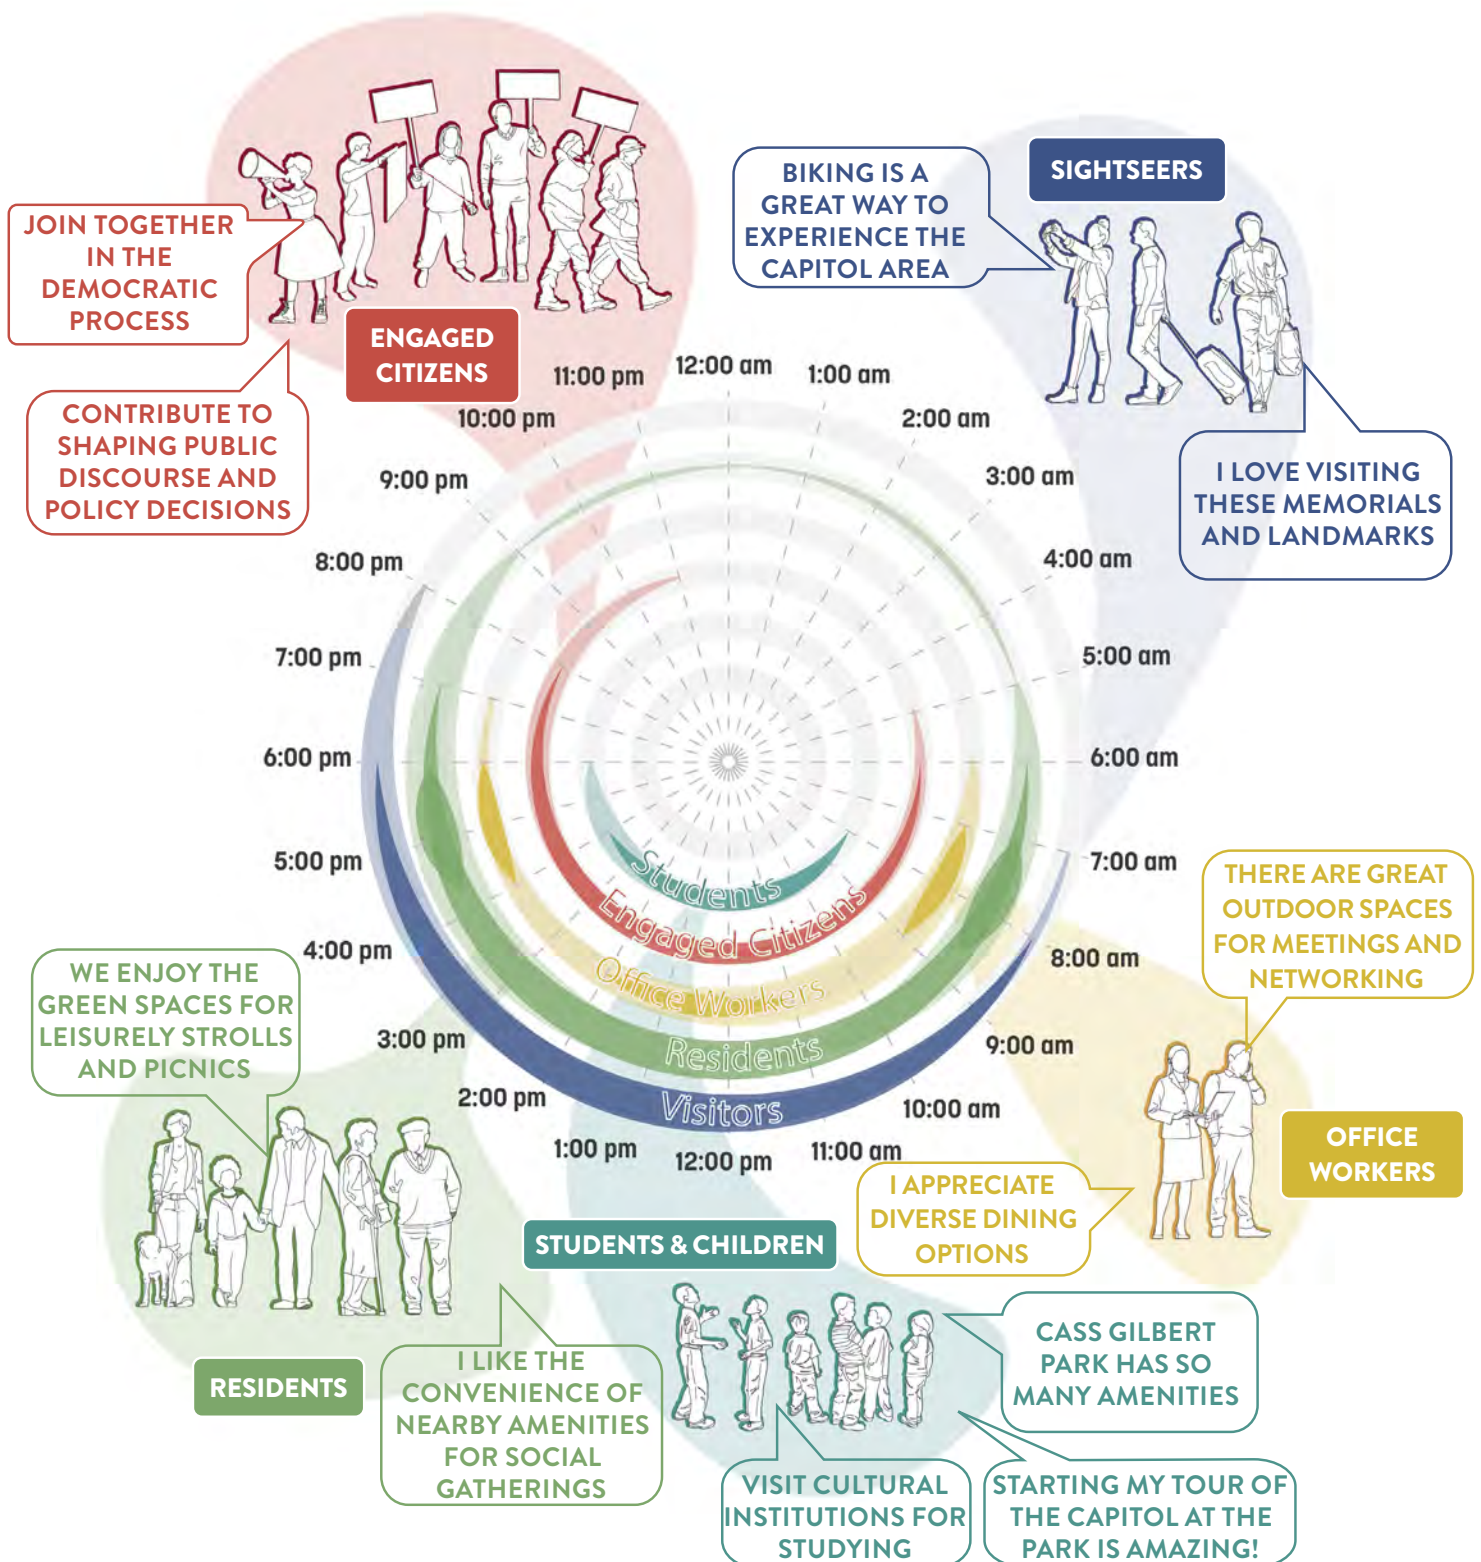 JOIN TOGETHER
IN THE
DEMOCRATIC
PROCESS
CONTRIBUTE TO
SHAPING PUBLIC
DISCOURSE AND
POLICY DECISIONS
ENGAGED
CITIZENS
BIKING IS A
GREAT WAY TO
EXPERIENCE THE
CAPITOL AREA
SIGHTSEERS
I LOVE VISITING
THESE MEMORIALS
AND LANDMARKS
12:00 am
1:00 am
2:00 am
3:00 am
4:00 am
5:00 am
6:00 am
7:00 am
8:00 am
9:00 am
10:00 am
11:00 am
12:00 pm
1:00 pm
2:00 pm
3:00 pm
4:00 pm
5:00 pm
6:00 pm
7:00 pm
8:00 pm
9:00 pm
10:00 pm
11:00 pm
Students
Engaged Citizens
Office Workers
Residents
Visitors
THERE ARE GREAT
OUTDOOR SPACES
FOR MEETINGS AND
NETWORKING
OFFICE
WORKERS
I APPRECIATE
DIVERSE DINING
OPTIONS
WE ENJOY THE
GREEN SPACES FOR
LEISURELY STROLLS
AND PICNICS
RESIDENTS
I LIKE THE
CONVENIENCE OF
NEARBY AMENITIES
FOR SOCIAL
GATHERINGS
STUDENTS & CHILDREN
CASS GILBERT
PARK HAS SO
MANY AMENITIES
VISIT CULTURAL
INSTITUTIONS FOR
STUDYING
STARTING MY TOUR OF
THE CAPITOL AT THE
PARK IS AMAZING!